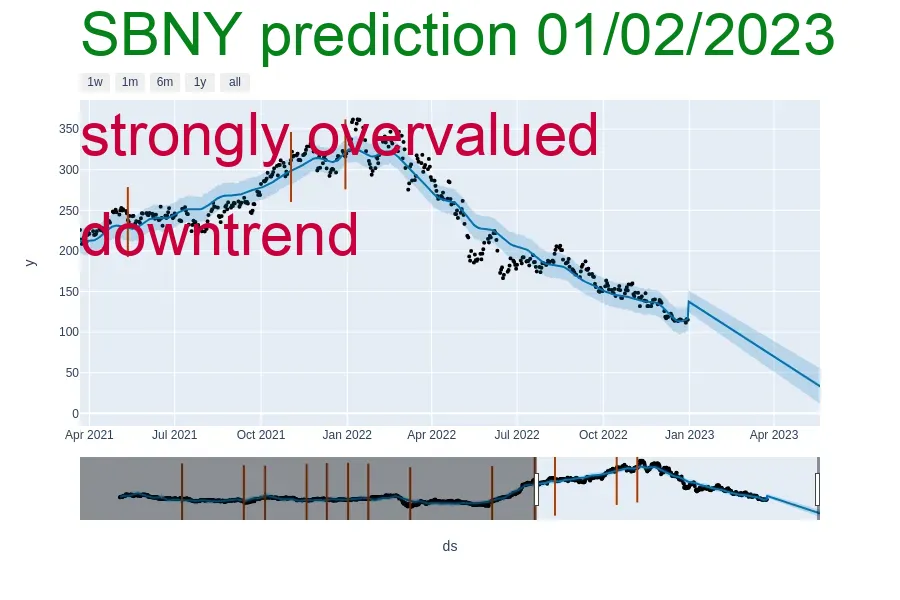 SBNY prediction 01/02/2023
1w 1m 6m 1y all
strongly overvalued
downtrend
350
300
250
200
150
100
50
0
y
Apr 2021 Jul 2021 Oct 2021 Jan 2022 Apr 2022 Jul 2022 Oct 2022 Jan 2023 Apr 2023
ds